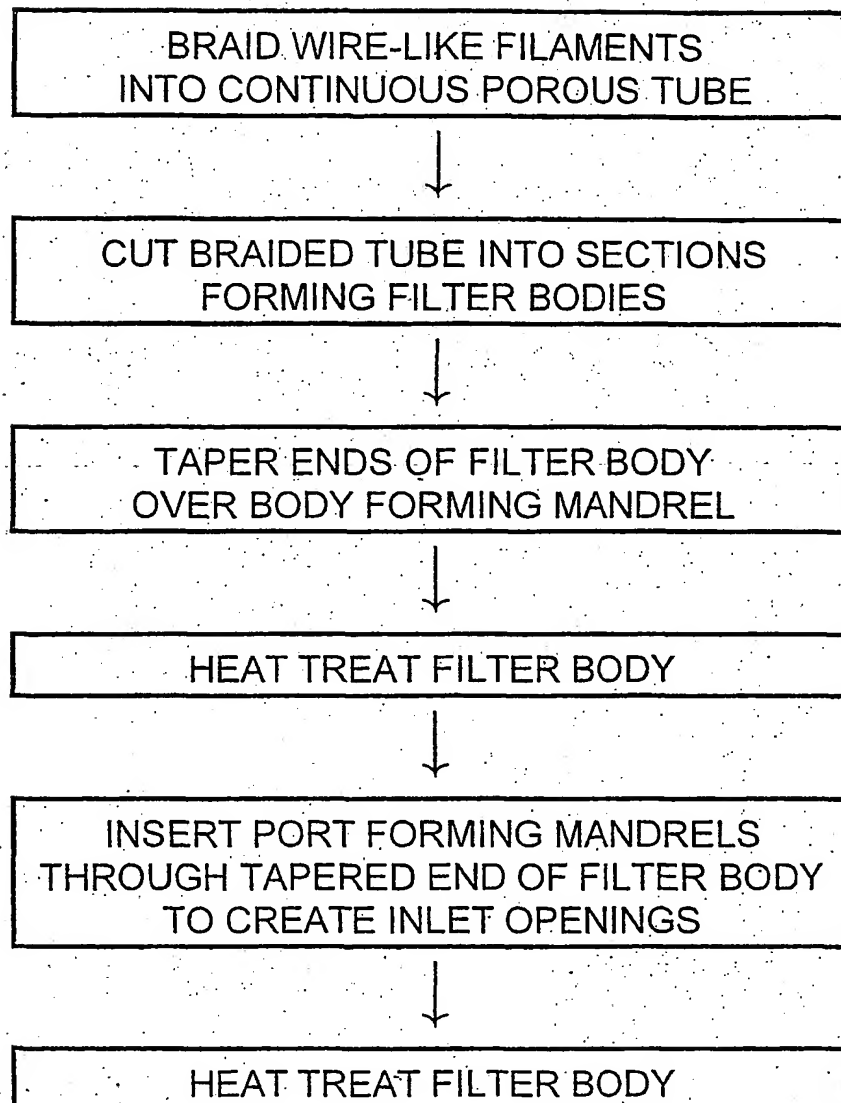 BRAID WIRE-LIKE FILAMENTS
INTO CONTINUOUS POROUS TUBE
CUT BRAIDED TUBE INTO SECTIONS
FORMING FILTER BODIES
TAPER ENDS OF FILTER BODY
OVER BODY FORMING MANDREL
HEAT TREAT FILTER BODY
INSERT PORT FORMING MANDRELS
THROUGH TAPERED END OF FILTER BODY
TO CREATE INLET OPENINGS
HEAT TREAT FILTER BODY